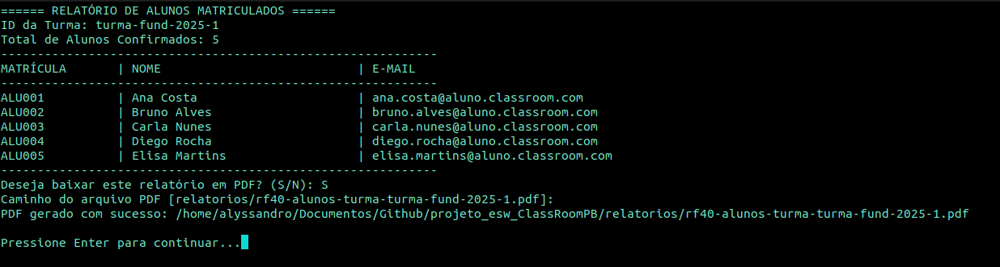 ====== RELATÓRIO DE ALUNOS MATRICULADOS ======
ID da Turma: turma-fund-2025-1
Total de Alunos Confirmados: 5
------------------------------------------------------------
MATRÍCULA       | NOME                           | E-MAIL
------------------------------------------------------------
ALU001          | Ana Costa                      | ana.costa@aluno.classroom.com
ALU002          | Bruno Alves                    | bruno.alves@aluno.classroom.com
ALU003          | Carla Nunes                    | carla.nunes@aluno.classroom.com
ALU004          | Diego Rocha                    | diego.rocha@aluno.classroom.com
ALU005          | Elisa Martins                  | elisa.martins@aluno.classroom.com
------------------------------------------------------------
Deseja baixar este relatório em PDF? (S/N): S
Caminho do arquivo PDF [relatorios/rf40-alunos-turma-turma-fund-2025-1.pdf]:
PDF gerado com sucesso: /home/alyssandro/Documentos/Github/projeto_esw_ClassRoomPB/relatorios/rf40-alunos-turma-turma-fund-2025-1.pdf
Pressione Enter para continuar...